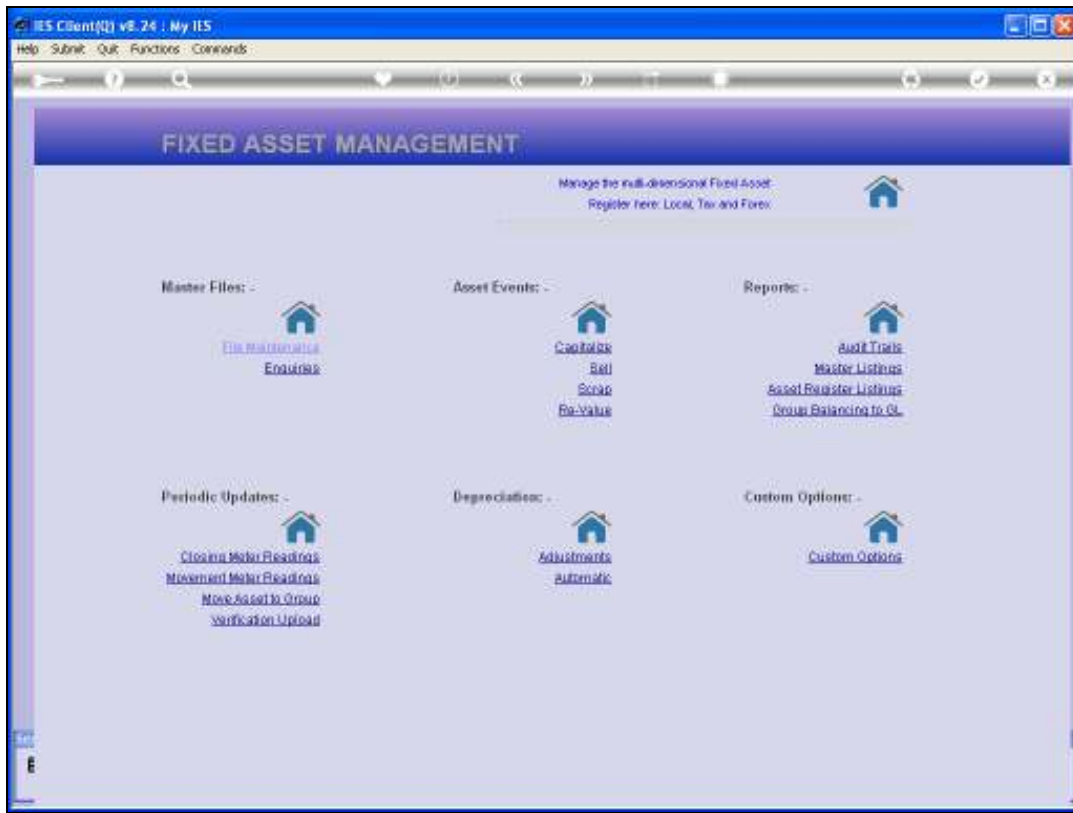 IES Client(Q) v8.24 : My IES
Help Submit Quit Functions Commands
FIXED ASSET MANAGEMENT
Manage the multi-dimensional Fixed Asset
Register here: Local, Tax and Forex
Master Files: -
File Maintenance
Enquiries
Asset Events: -
Capitalize
Sell
Scrap
Re-Value
Reports: -
Audit Trails
Master Listings
Asset Register Listings
Group Balancing to GL
Periodic Updates: -
Closing Meter Readings
Movement Meter Readings
Move Asset to Group
Verification Upload
Depreciation: -
Adjustments
Automatic
Custom Options: -
Custom Options